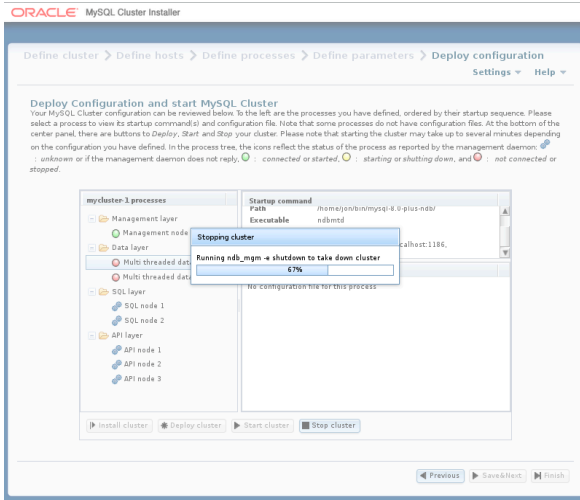 ORACLE MySQL Cluster Installer
Define cluster Define hosts Define processes Define parameters Deploy configuration
Settings Help
Deploy Configuration and start MySQL Cluster
Your MySQL Cluster configuration can be reviewed below. To the left are the processes you have defined, ordered by their startup sequence. Please
select a process to view its startup command(s) and configuration file. Note that some processes do not have configuration files. At the bottom of the
center panel, there are buttons to Deploy, Start and Stop your cluster. Please note that starting the cluster may take up to several minutes depending
on the configuration you have defined. In the process tree, the icons reflect the status of the process as reported by the management daemon:
: unknown or if the management daemon does not reply, : connected or started, : starting or shutting down, and : not connected or
stopped.
mycluster-1 processes
Management layer
Management node
Data layer
Multi threaded data
Multi threaded data
SQL layer
SQL node 1
SQL node 2
API layer
API node 1
API node 2
API node 3
Startup command
Path /home/jon/bin/mysql-8.0-plus-ndb/
Executable ndbmtd
calhost:1186,
No configuration file for this process
Stopping cluster
Running ndb_mgm -e shutdown to take down cluster
67%
Install cluster Deploy cluster Start cluster Stop cluster
Previous Save&Next Finish